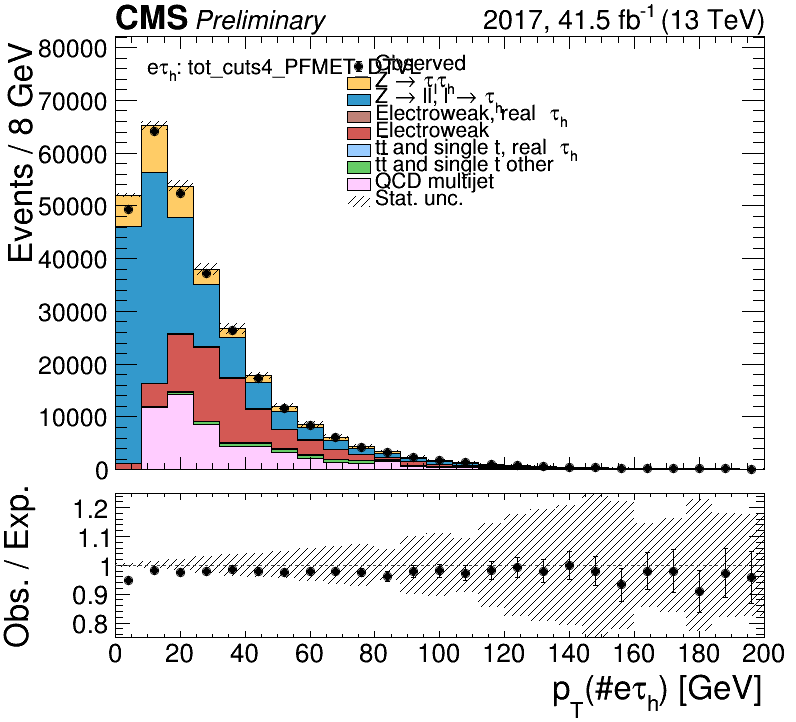 CMS Preliminary 2017, 41.5 fb⁻¹ (13 TeV)
Events / 8 GeV
80000
70000
60000
50000
40000
30000
20000
10000
0
eτₕ: tot_cuts4_PFMET
Observed
Z → τₗτₕ
Z → ll, l → τₕ
Electroweak, real τₕ
Electroweak
tt̄ and single t, real τₕ
tt̄ and single t other
QCD multijet
Stat. unc.
Obs. / Exp.
1.2
1.1
1
0.9
0.8
0 20 40 60 80 100 120 140 160 180 200
p_T(#eτₕ) [GeV]